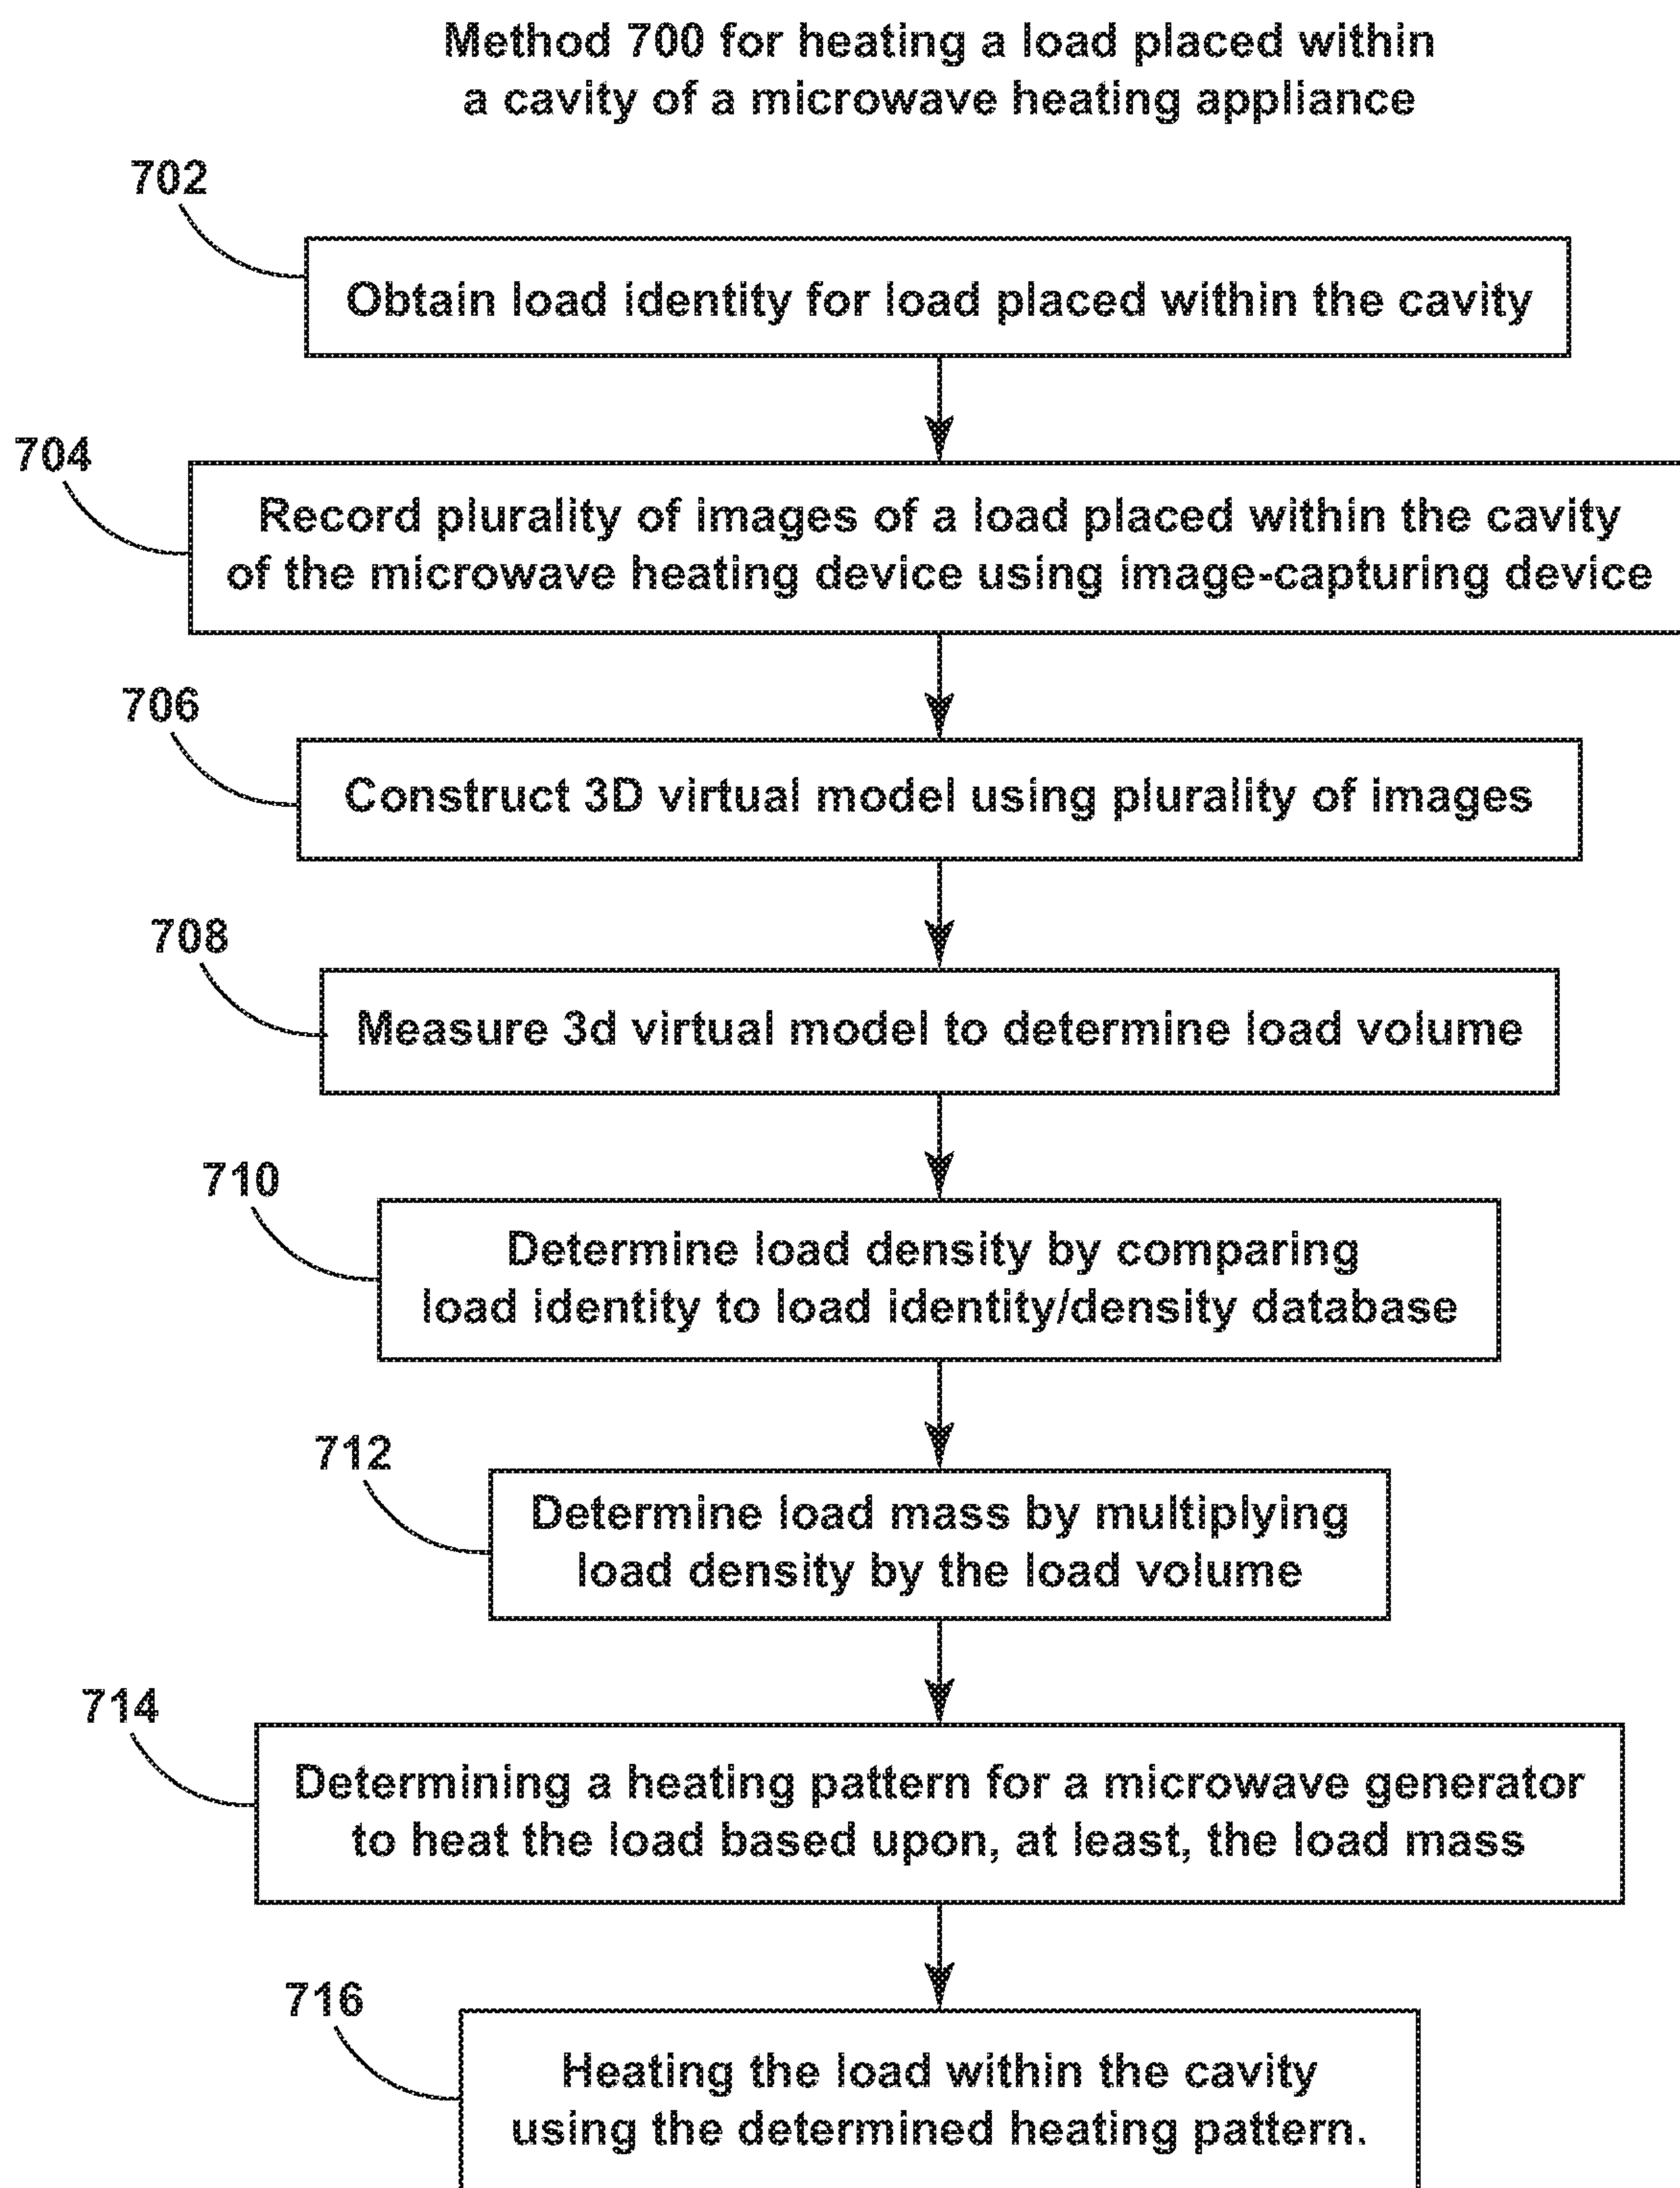 Method 700 for heating a load placed within
a cavity of a microwave heating appliance
702
Obtain load identity for load placed within the cavity
704
Record plurality of images of a load placed within the cavity
of the microwave heating device using image-capturing device
706
Construct 3D virtual model using plurality of images
708
Measure 3d virtual model to determine load volume
710
Determine load density by comparing
load identity to load identity/density database
712
Determine load mass by multiplying
load density by the load volume
714
Determining a heating pattern for a microwave generator
to heat the load based upon, at least, the load mass
716
Heating the load within the cavity
using the determined heating pattern.